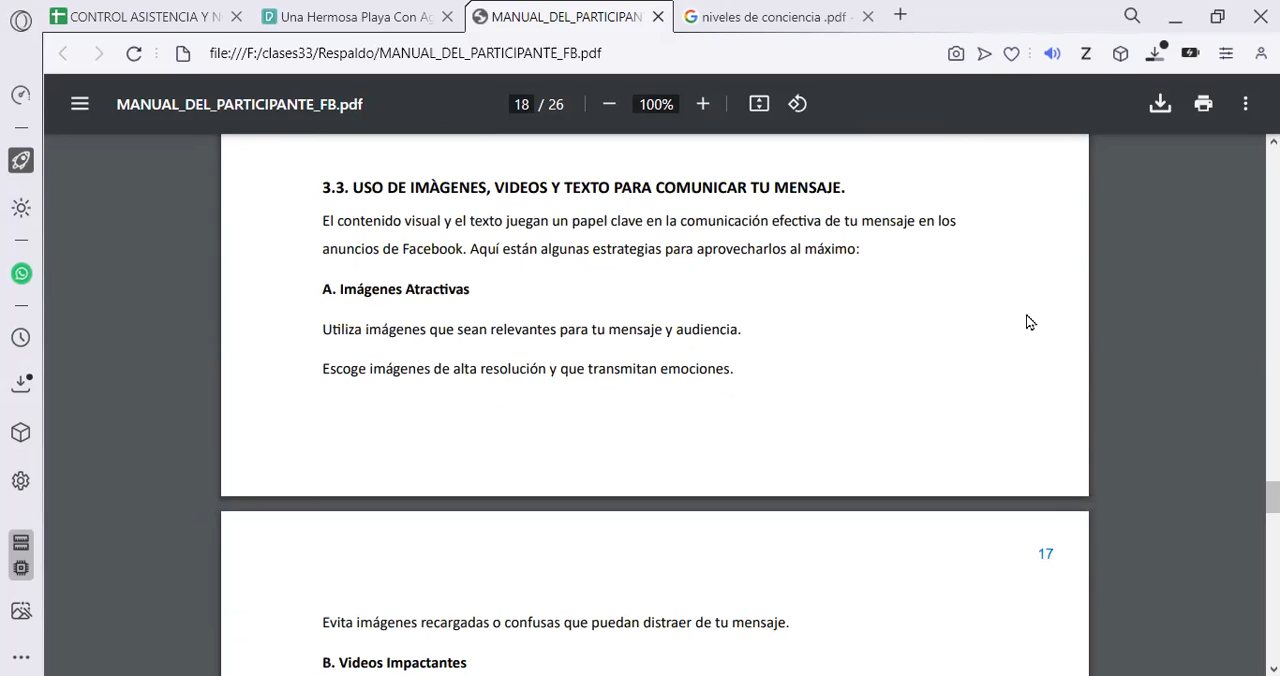 CONTROL ASISTENCIA Y N
Una Hermosa Playa Con Ag
MANUAL_DEL_PARTICIPAN
niveles de conciencia .pdf -
file:///F:/clases33/Respaldo/MANUAL_DEL_PARTICIPANTE_FB.pdf
MANUAL_DEL_PARTICIPANTE_FB.pdf
18 / 26
100%
3.3. USO DE IMÀGENES, VIDEOS Y TEXTO PARA COMUNICAR TU MENSAJE.
El contenido visual y el texto juegan un papel clave en la comunicación efectiva de tu mensaje en los
anuncios de Facebook. Aquí están algunas estrategias para aprovecharlos al máximo:
A. Imágenes Atractivas
Utiliza imágenes que sean relevantes para tu mensaje y audiencia.
Escoge imágenes de alta resolución y que transmitan emociones.
17
Evita imágenes recargadas o confusas que puedan distraer de tu mensaje.
B. Videos Impactantes